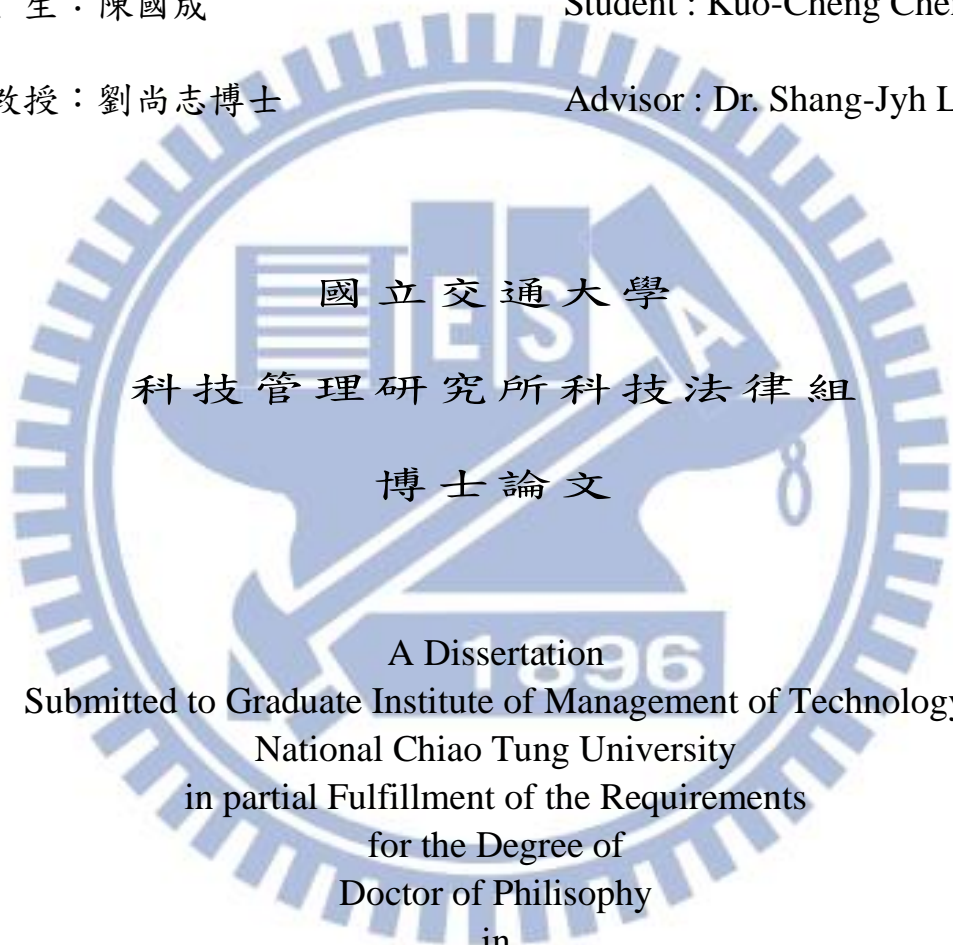 生：陳國成 Student : Kuo-Cheng Che
教授：劉尚志博士 Advisor : Dr. Shang-Jyh L
國立交通大學
ESA
科技管理研究所科技法律組
博士論文
1896
A Dissertation
Submitted to Graduate Institute of Management of Technology
National Chiao Tung University
in partial Fulfillment of the Requirements
for the Degree of
Doctor of Philisophy
in